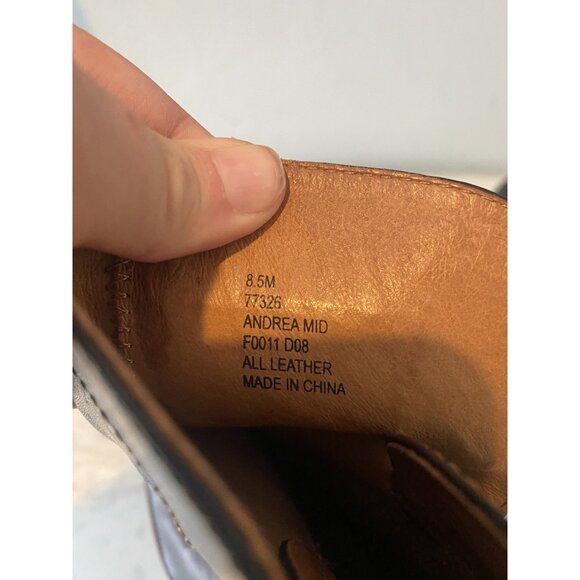 8.5M
77326
ANDREA MID
F0011 D08
ALL LEATHER
MADE IN CHINA